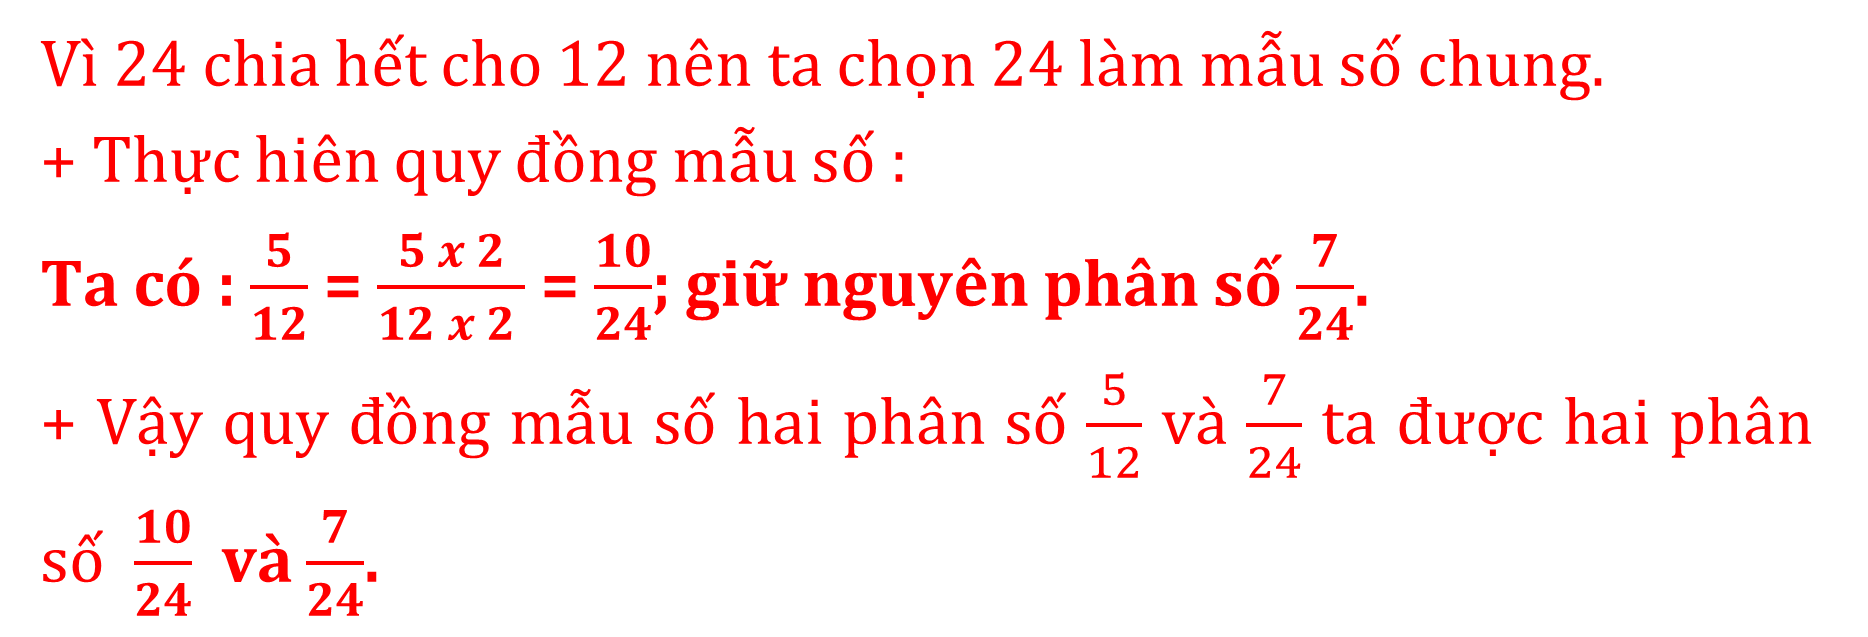 Vì 24 chia hết cho 12 nên ta chọn 24 làm mẫu số chung.
+ Thực hiên quy đồng mẫu số :
Ta có : 5/12 = 5 x 2/12 x 2 = 10/24; giữ nguyên phân số 7/24.
+ Vậy quy đồng mẫu số hai phân số 5/12 và 7/24 ta được hai phân
số 10/24 và 7/24.